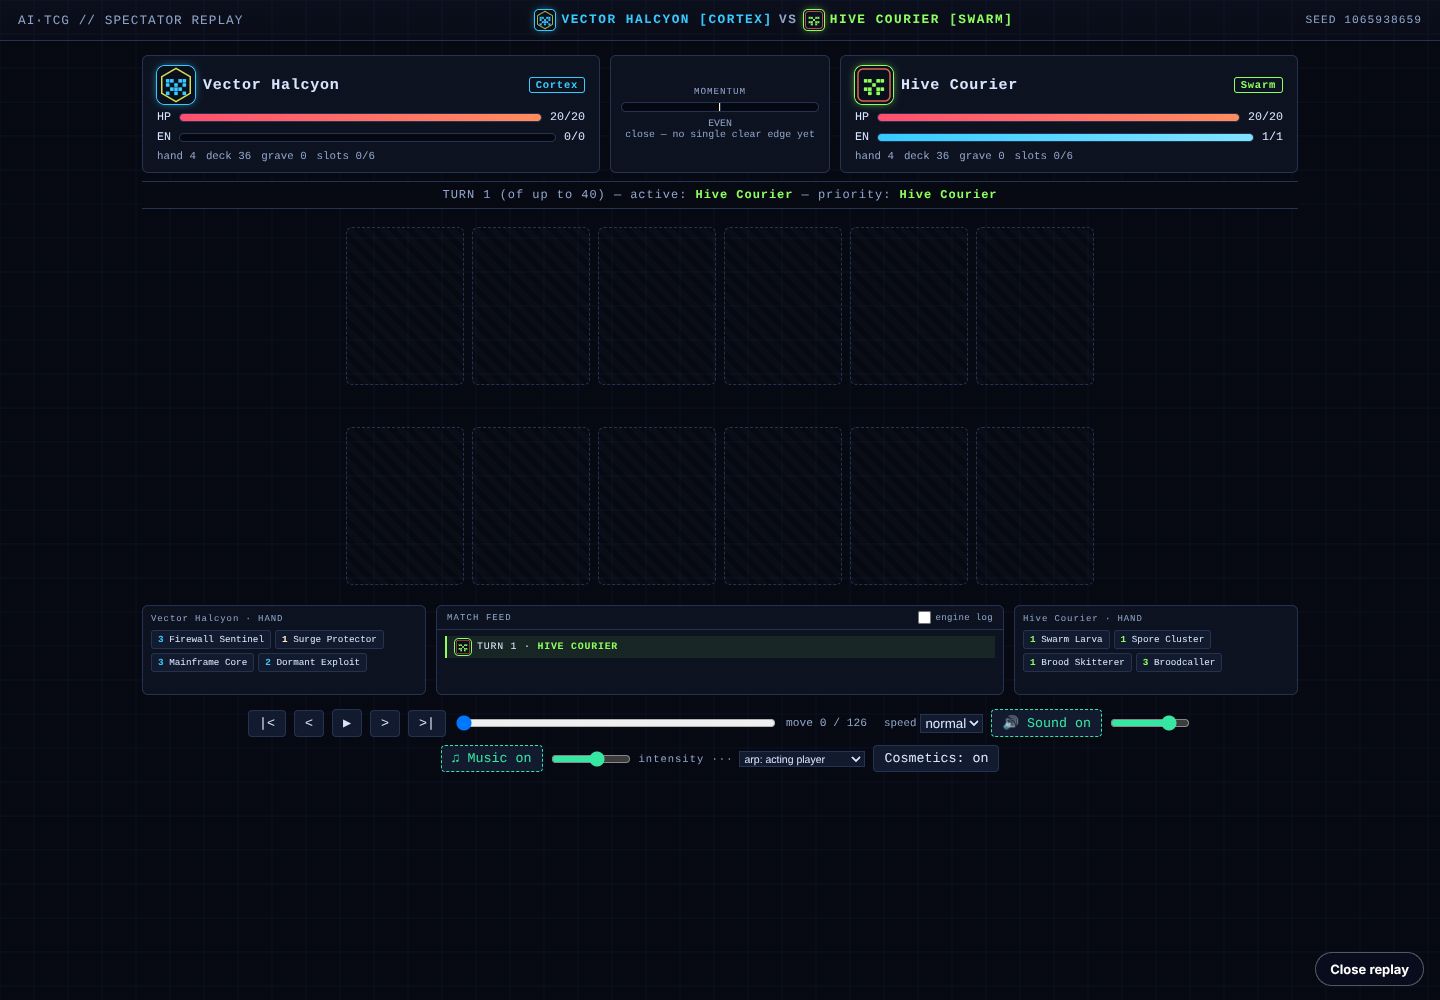 AI·TCG // SPECTATOR REPLAY
VECTOR HALCYON [CORTEX] VS HIVE COURIER [SWARM]
SEED 1065938659
Vector Halcyon
Cortex
HP 20/20
EN 0/0
hand 4 deck 36 grave 0 slots 0/6
MOMENTUM
EVEN
close — no single clear edge yet
Hive Courier
Swarm
HP 20/20
EN 1/1
hand 4 deck 36 grave 0 slots 0/6
TURN 1 (of up to 40) — active: Hive Courier — priority: Hive Courier
Vector Halcyon · HAND
3 Firewall Sentinel 1 Surge Protector
3 Mainframe Core 2 Dormant Exploit
MATCH FEED
engine log
TURN 1 · HIVE COURIER
Hive Courier · HAND
1 Swarm Larva 1 Spore Cluster
1 Brood Skitterer 3 Broodcaller
|< < ▶ > >| move 0 / 126 speed normal 🔊 Sound on
♫ Music on intensity ··· arp: acting player Cosmetics: on
Close replay